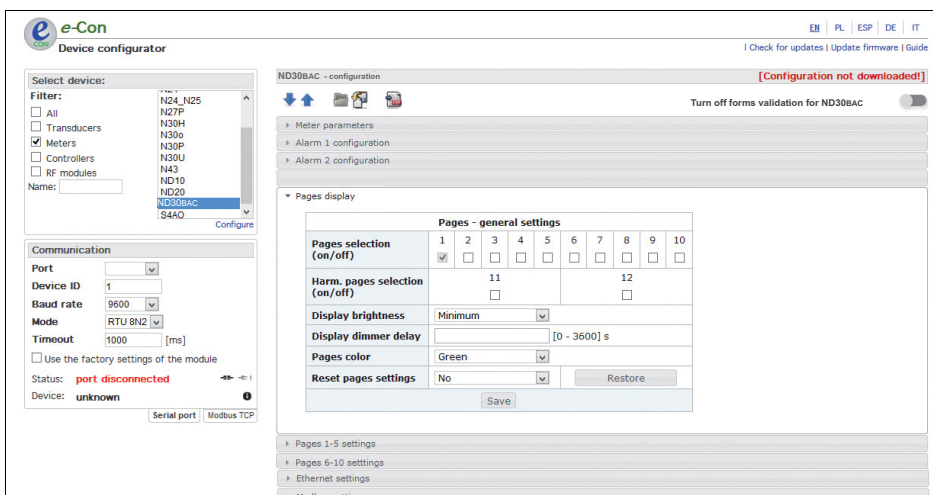 e-Con
CON
Device configurator
EN PL ESP DE IT
| Check for updates | Update firmware | Guide
Select device:
Filter:
All
Transducers
Meters
Controllers
RF modules
Name:
N24_N25
N27P
N30H
N30o
N30P
N30U
N43
ND10
ND20
ND30BAC
S4AO
Configure
Communication
Port
Device ID 1
Baud rate 9600
Mode RTU 8N2
Timeout 1000 [ms]
Use the factory settings of the module
Status: port disconnected
Device: unknown
Serial port Modbus TCP
ND30BAC - configuration [Configuration not downloaded!]
Turn off forms validation for ND30BAC
Meter parameters
Alarm 1 configuration
Alarm 2 configuration
Pages display
Pages - general settings
Pages selection (on/off) 1 2 3 4 5 6 7 8 9 10
Harm. pages selection (on/off) 11 12
Display brightness Minimum
Display dimmer delay [0 - 3600] s
Pages color Green
Reset pages settings No Restore
Save
Pages 1-5 settings
Pages 6-10 setttings
Ethernet settings